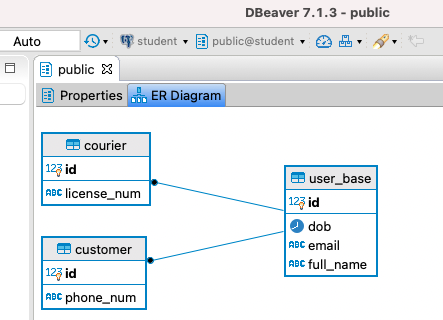 DBeaver 7.1.3 - public
Auto
student
public@student
public
Properties
ER Diagram
courier
123 id
ABC license_num
customer
123 id
ABC phone_num
user_base
123 id
dob
ABC email
ABC full_name